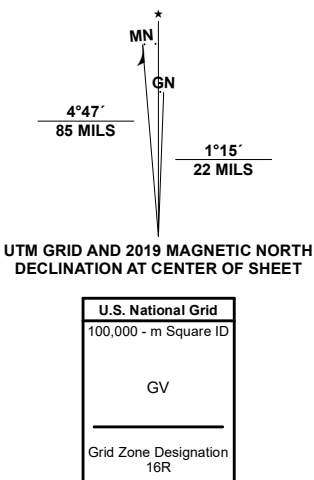 ★
MN
GN
4°47´
85 MILS
1°15´
22 MILS
UTM GRID AND 2019 MAGNETIC NORTH
DECLINATION AT CENTER OF SHEET
U.S. National Grid
100,000 - m Square ID
GV
Grid Zone Designation
16R